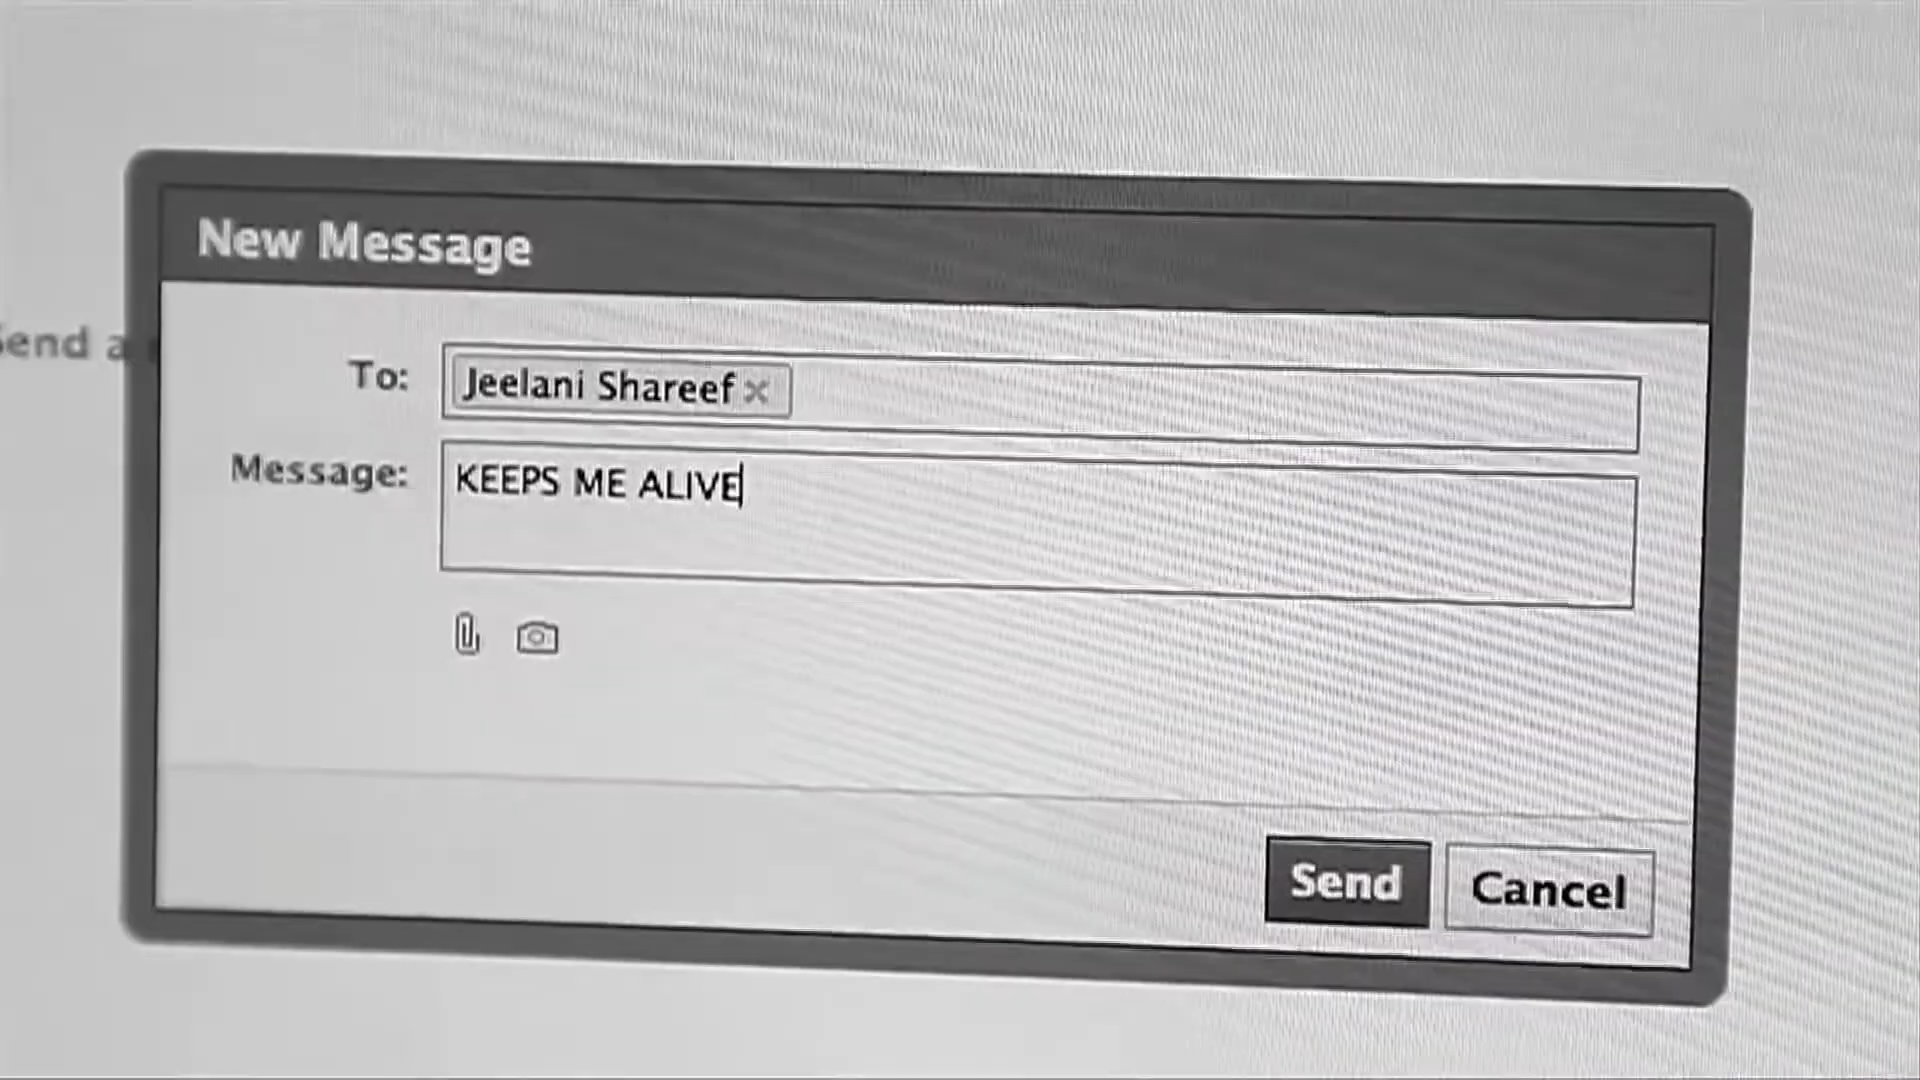 New Message
Send a
To: Jeelani Shareef
Message: KEEPS ME ALIVE
Send Cancel